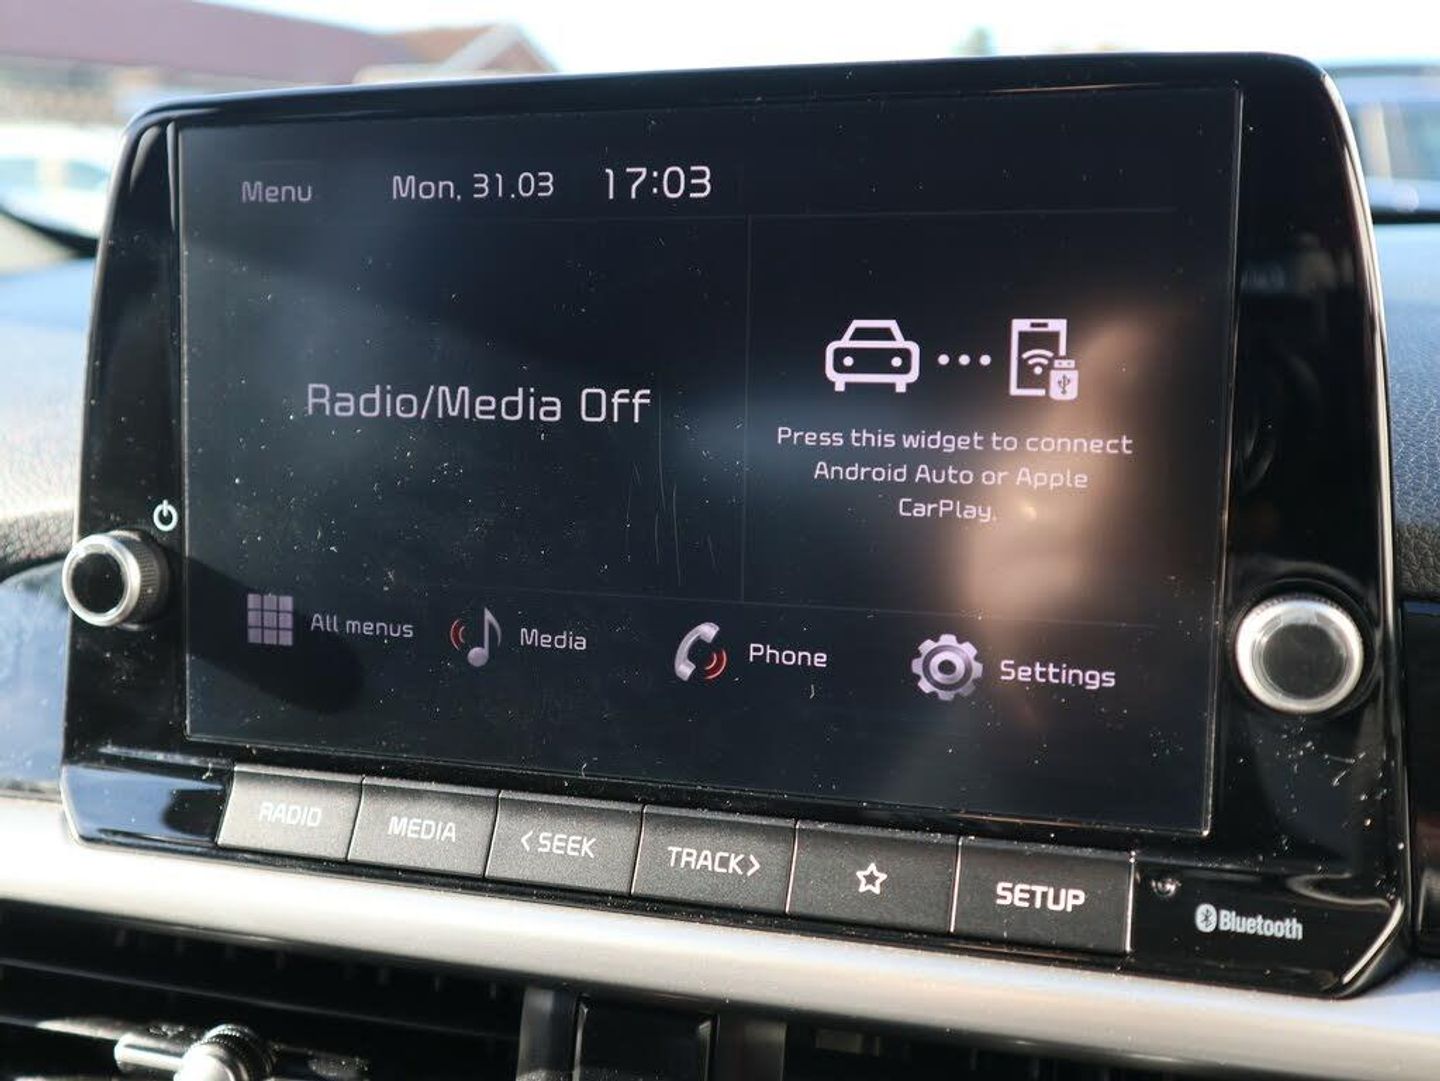 Menu Mon, 31.03 17:03
Radio/Media Off
Press this widget to connect
Android Auto or Apple
CarPlay.
All menus Media Phone Settings
RADIO MEDIA <SEEK TRACK> SETUP
Bluetooth